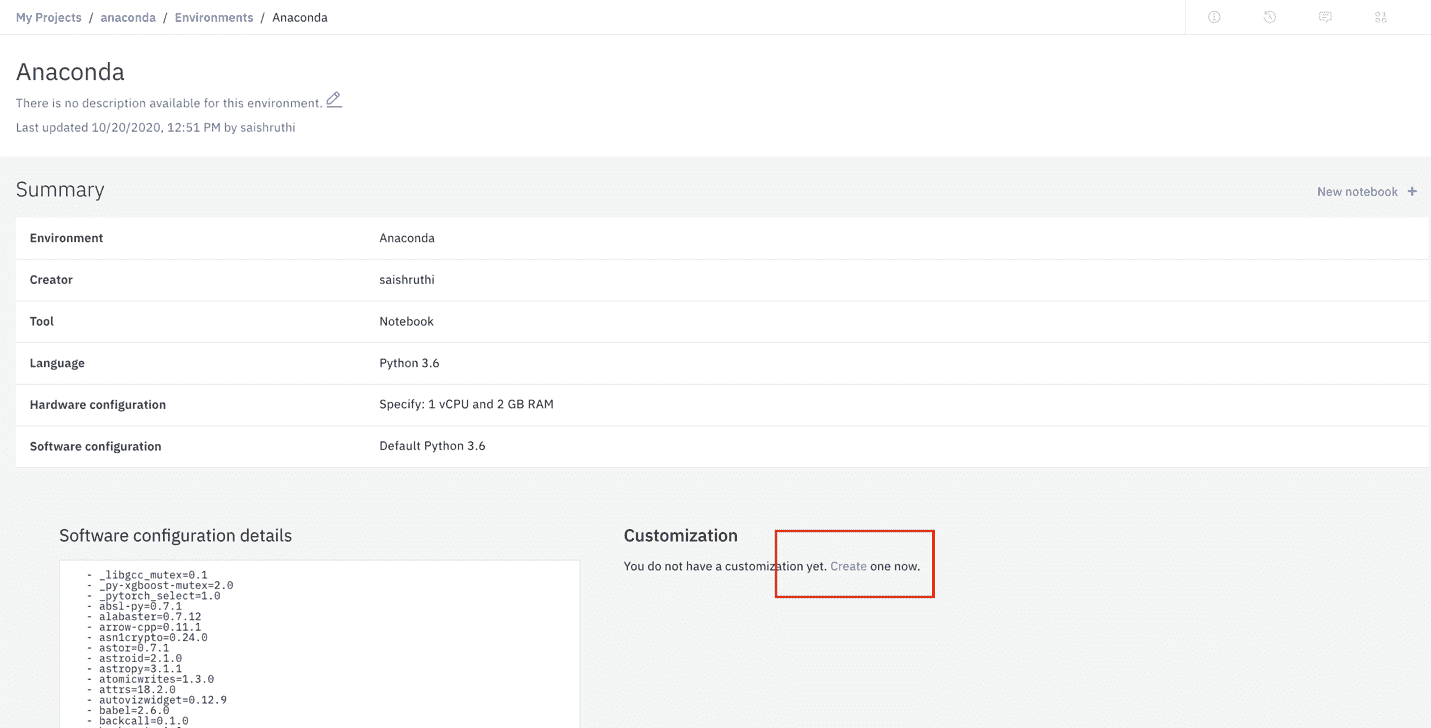 My Projects / anaconda / Environments / Anaconda
Anaconda
There is no description available for this environment.
Last updated 10/20/2020, 12:51 PM by saishruthi
Summary
New notebook +
Environment Anaconda
Creator saishruthi
Tool Notebook
Language Python 3.6
Hardware configuration Specify: 1 vCPU and 2 GB RAM
Software configuration Default Python 3.6
Software configuration details
- _libgcc_mutex=0.1
- _py-xgboost-mutex=2.0
- _pytorch_select=1.0
- absl-py=0.7.1
- alabaster=0.7.12
- arrow-cpp=0.11.1
- asn1crypto=0.24.0
- astor=0.7.1
- astroid=2.1.0
- astropy=3.1.1
- atomicwrites=1.3.0
- attrs=18.2.0
- autovizwidget=0.12.9
- babel=2.6.0
- backcall=0.1.0
Customization
You do not have a customization yet. Create one now.